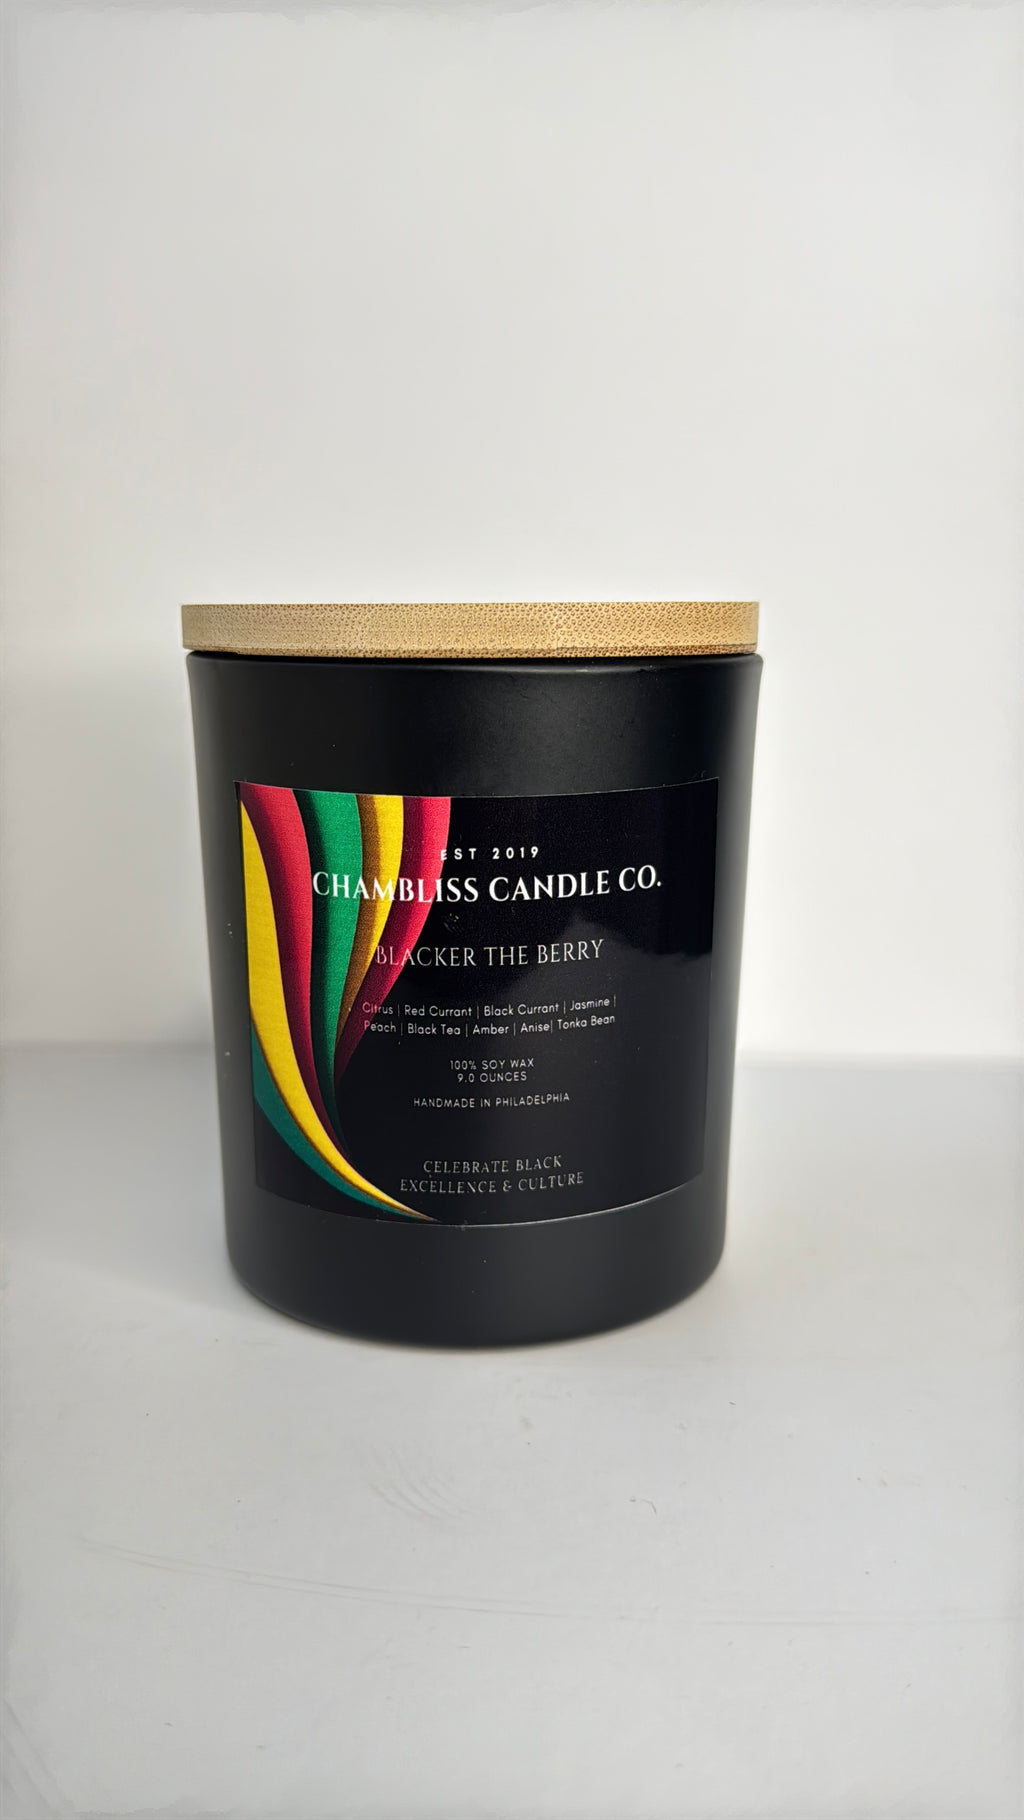 EST 2019
CHAMBLISS CANDLE CO.
BLACKER THE BERRY
Citrus | Red Currant | Black Currant | Jasmine |
Peach | Black Tea | Amber | Anise| Tonka Bean
100% SOY WAX
9.0 OUNCES
HANDMADE IN PHILADELPHIA
CELEBRATE BLACK
EXCELLENCE & CULTURE